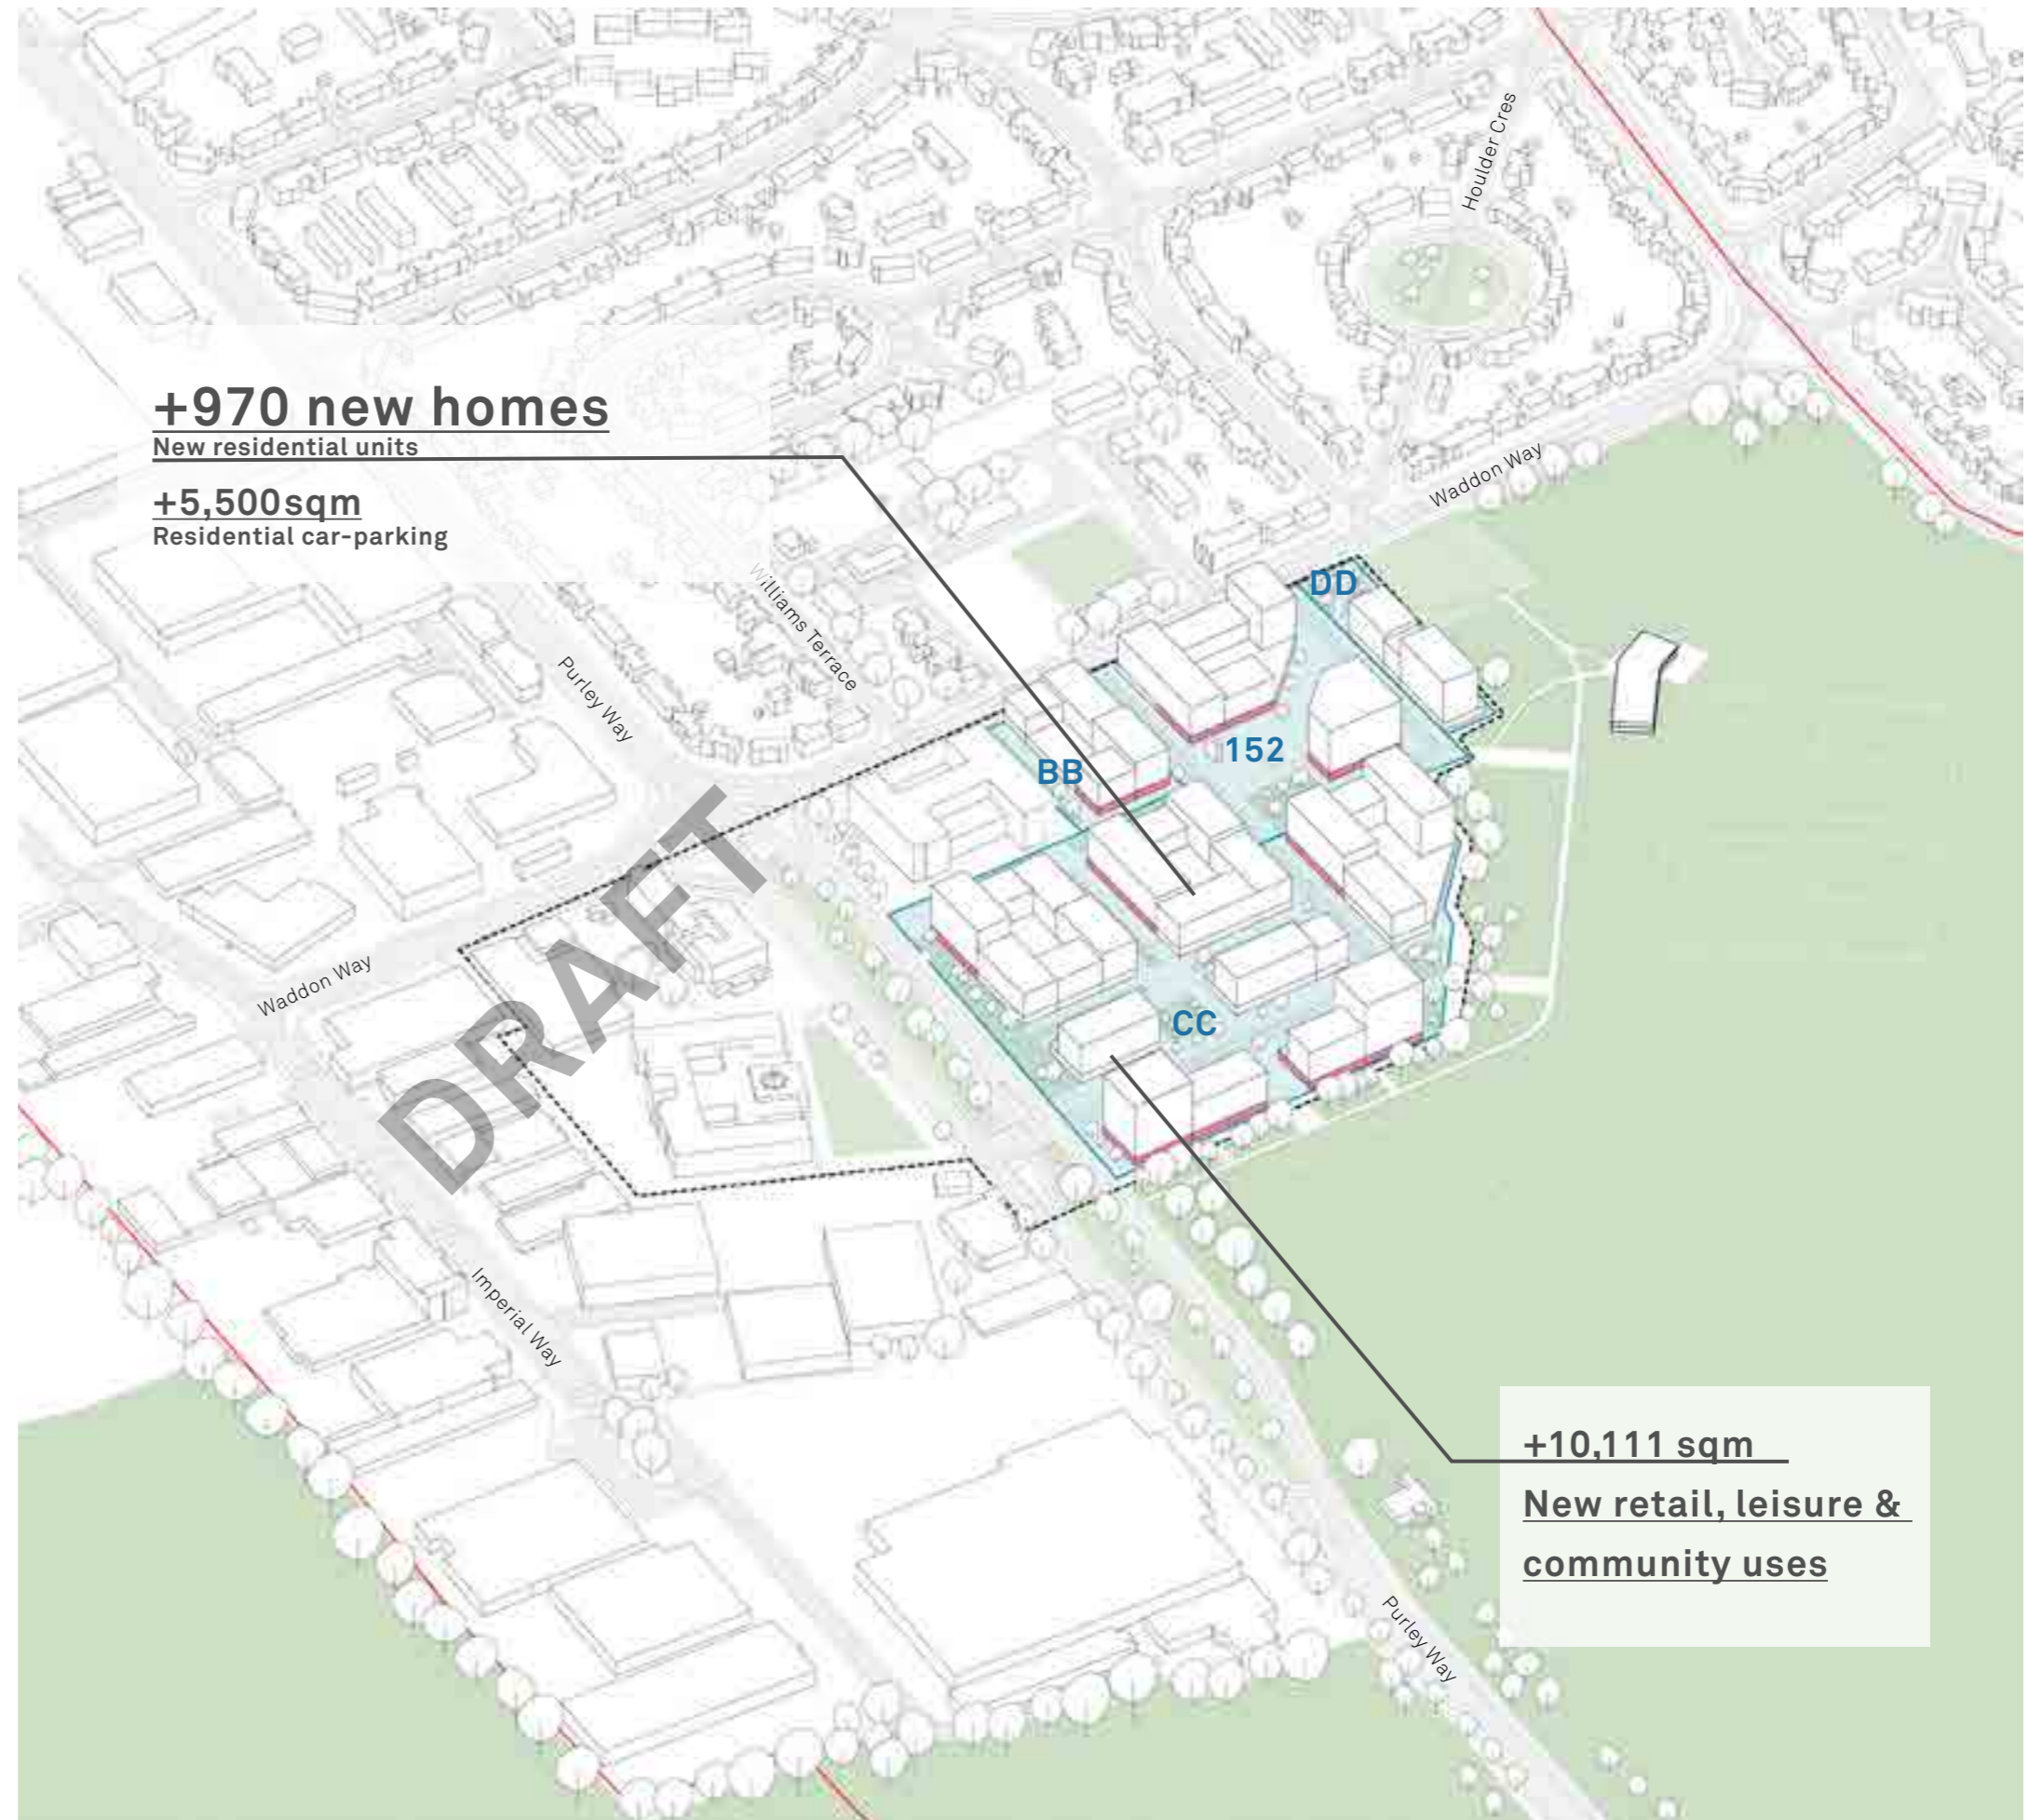 Houlder Cres
+970 new homes
New residential units
+5,500sqm
Residential car-parking
Waddon Way
Williams Terrace
DD
Purley Way
152
BB
DRAFT
Waddon Way
CC
Imperial Way
+10,111 sqm
New retail, leisure &
community uses
Purley Way